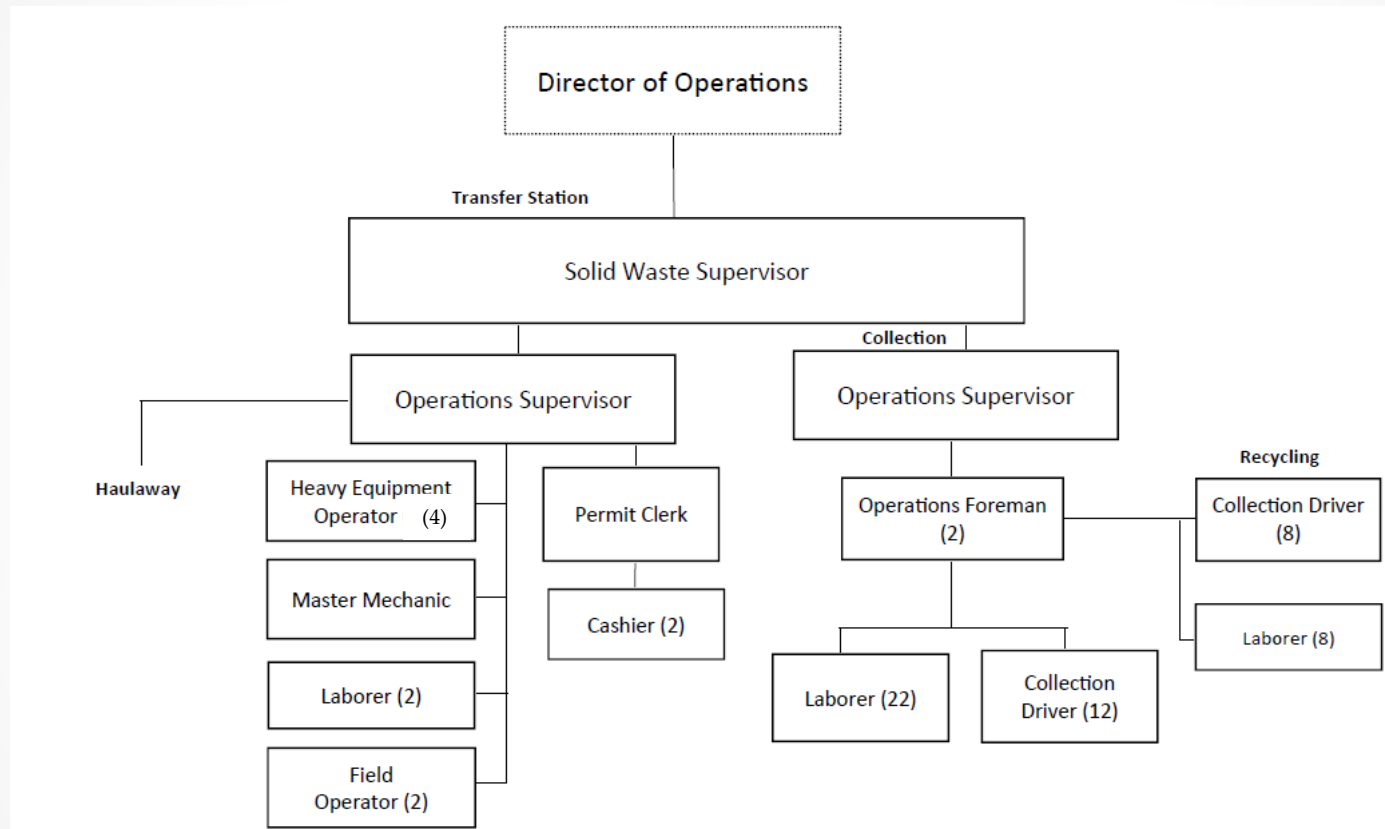 Director of Operations
Transfer Station
Solid Waste Supervisor
Collection
Operations Supervisor
Operations Supervisor
Haulaway
Heavy Equipment
Operator (4)
Permit Clerk
Master Mechanic
Cashier (2)
Laborer (2)
Field
Operator (2)
Operations Foreman
(2)
Recycling
Collection Driver
(8)
Laborer (8)
Laborer (22)
Collection
Driver (12)